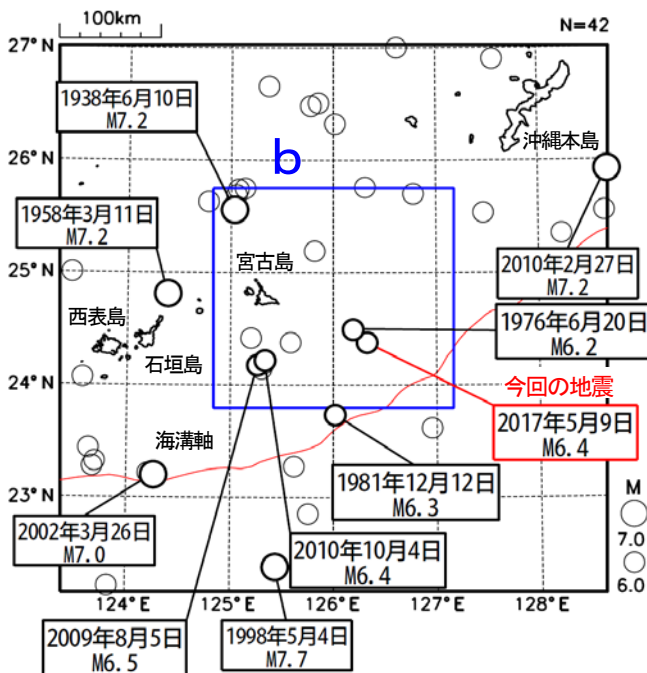 100km
N=42
27°N
1938年6月10日
M7.2
沖縄本島
26°N
b
1958年3月11日
M7.2
宮古島
25°N
2010年2月27日
M7.2
西表島
1976年6月20日
M6.2
石垣島
24°N
今回の地震
2017年5月9日
M6.4
海溝軸
1981年12月12日
M6.3
23°N
M
7.0
6.0
2002年3月26日
M7.0
2010年10月4日
M6.4
124°E
125°E
126°E
127°E
128°E
2009年8月5日
M6.5
1998年5月4日
M7.7